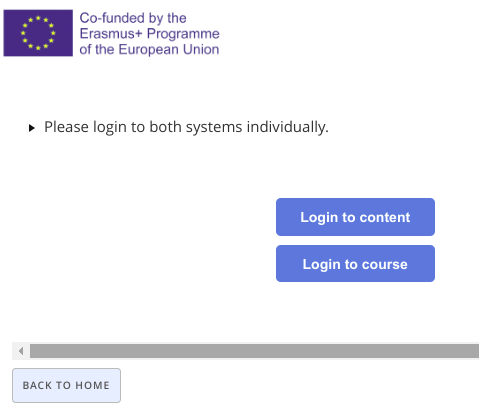 Co-funded by the
Erasmus+ Programme
of the European Union
Please login to both systems individually.
Login to content
Login to course
BACK TO HOME